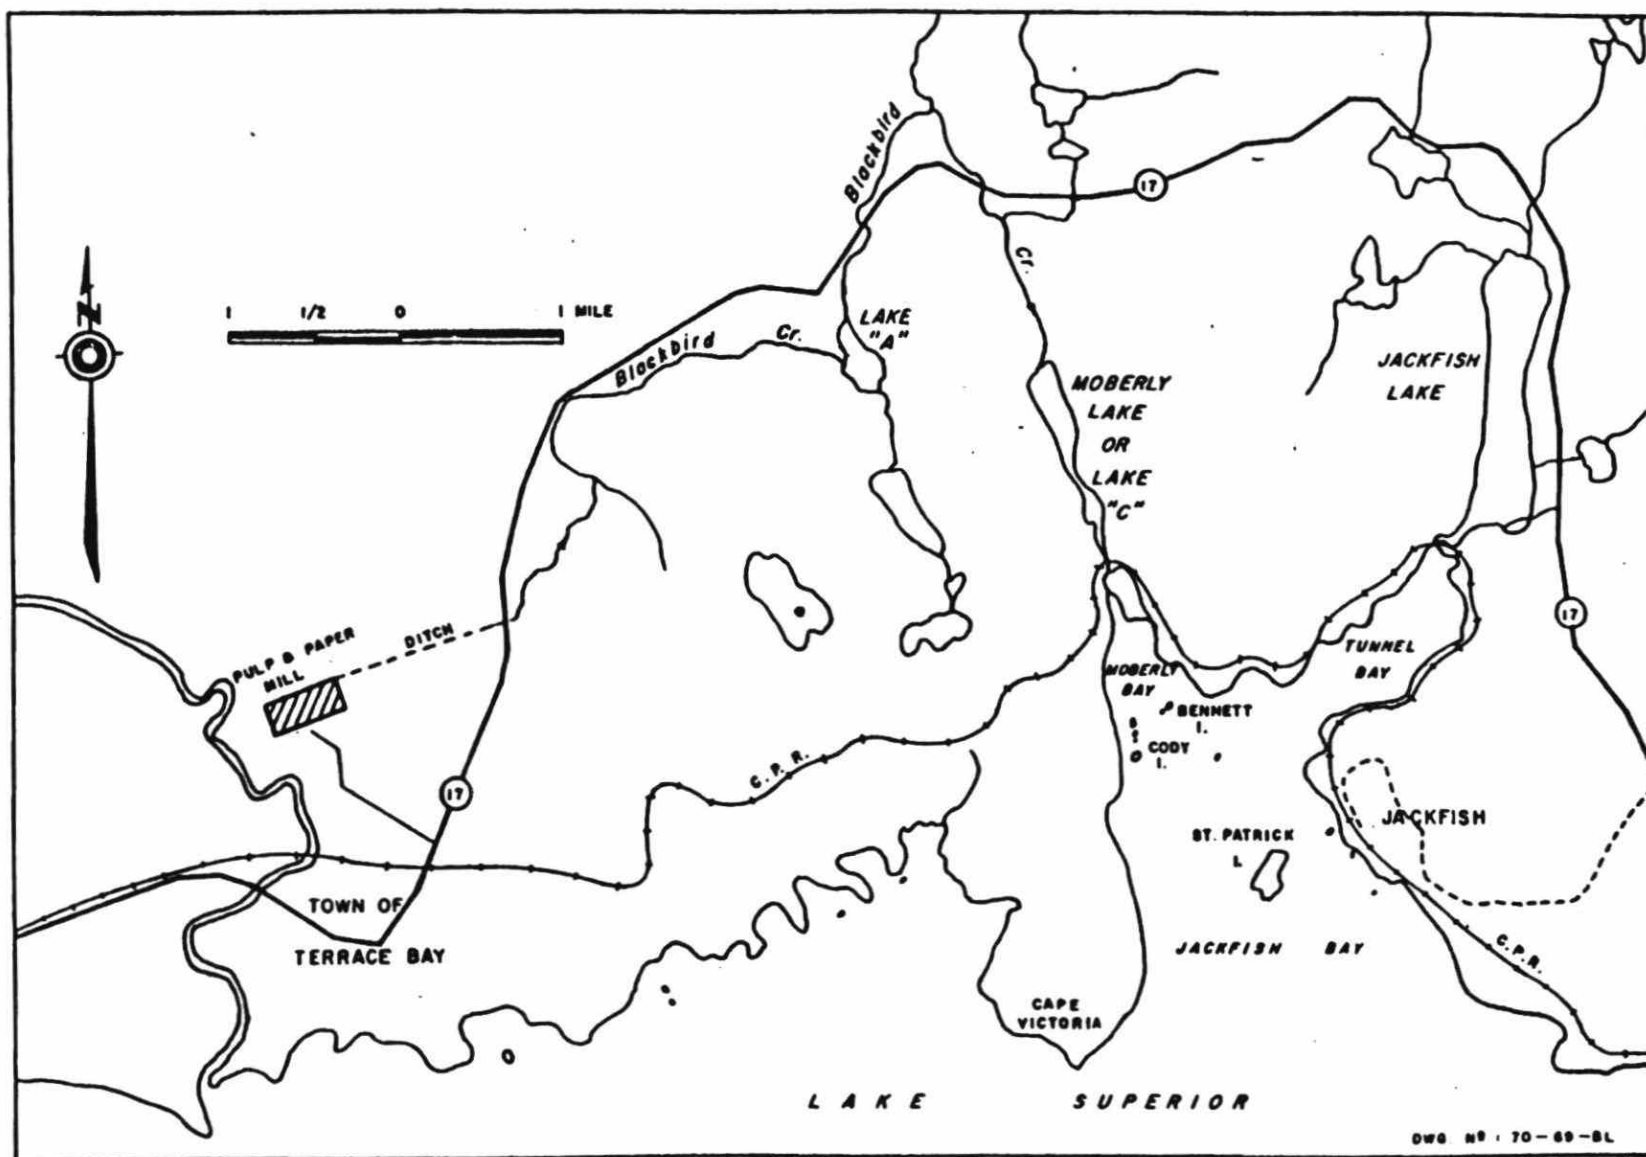 Blackbird
17
N
1 1/2 0 1 MILE
Cr.
LAKE
"A"
Blackbird Cr.
JACKFISH
LAKE
MOBERLY
LAKE
OR
LAKE
"C"
17
PULP & PAPER
MILL
DITCH
TUNNEL
BAY
MOBERLY
BAY
BENNETT
I.
CODY
I.
C.P.R.
17
JACKFISH
ST. PATRICK
I.
TOWN OF
TERRACE BAY
JACKFISH BAY
C.P.R.
CAPE
VICTORIA
LAKE SUPERIOR
DWG. Nº : 70-69-BL